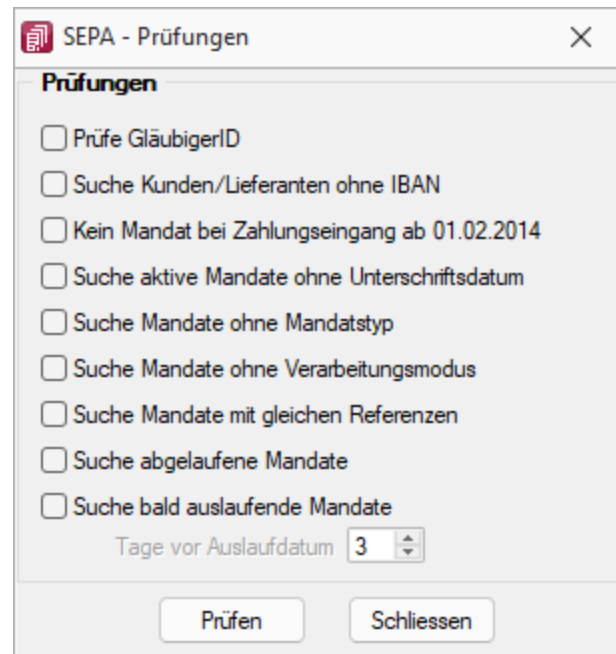 SEPA - Prüfungen
Prüfungen
Prüfe GläubigerID
Suche Kunden/Lieferanten ohne IBAN
Kein Mandat bei Zahlungseingang ab 01.02.2014
Suche aktive Mandate ohne Unterschriftsdatum
Suche Mandate ohne Mandatstyp
Suche Mandate ohne Verarbeitungsmodus
Suche Mandate mit gleichen Referenzen
Suche abgelaufene Mandate
Suche bald auslaufende Mandate
Tage vor Auslaufdatum 3
Prüfen Schliessen